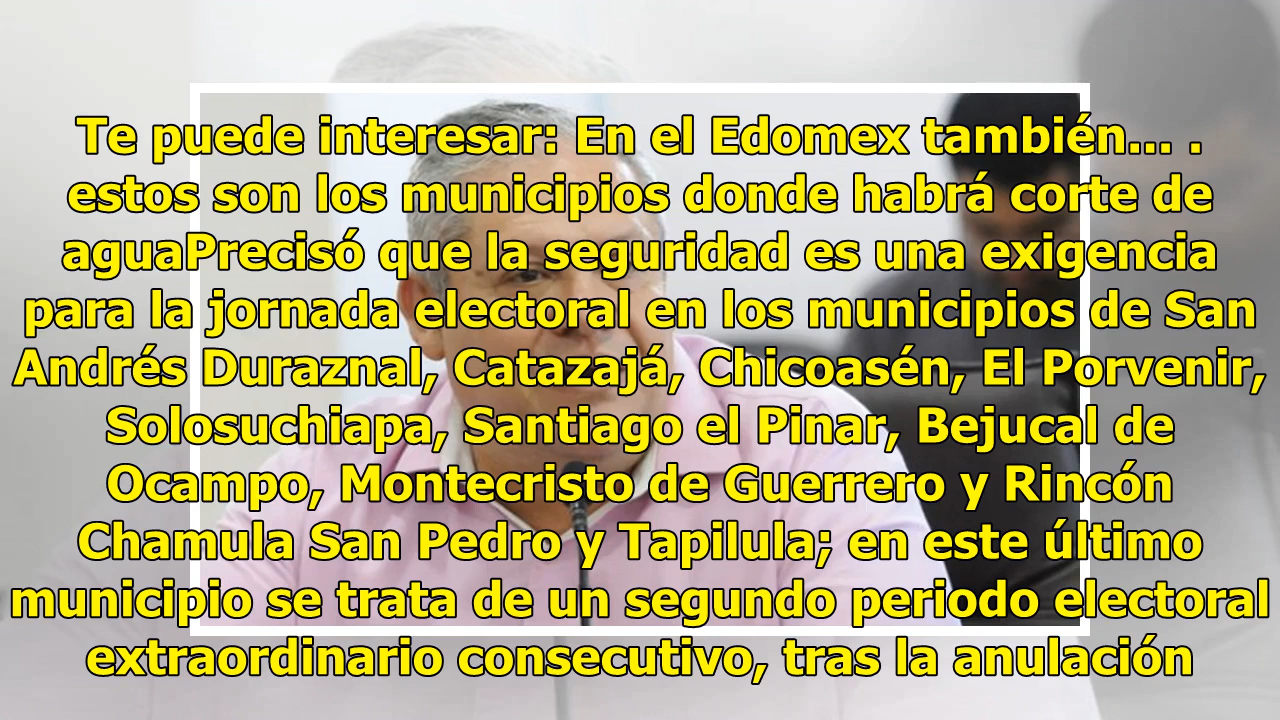 Te puede interesar: En el Edomex también... .
estos son los municipios donde habrá corte de
aguaPrecisó que la seguridad es una exigencia
para la jornada electoral en los municipios de San
Andrés Duraznal, Catazajá, Chicoasén, El Porvenir,
Solosuchiapa, Santiago el Pinar, Bejucal de
Ocampo, Montecristo de Guerrero y Rincón
Chamula San Pedro y Tapilula; en este último
municipio se trata de un segundo periodo electoral
extraordinario consecutivo, tras la anulación